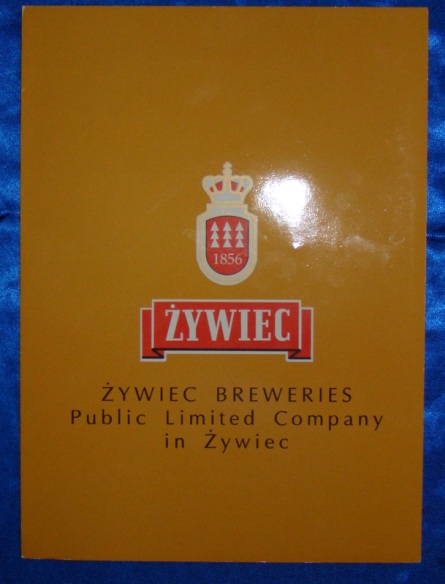 1856
ŻYWIEC
ŻYWIEC BREWERIES
Public Limited Company
in Żywiec